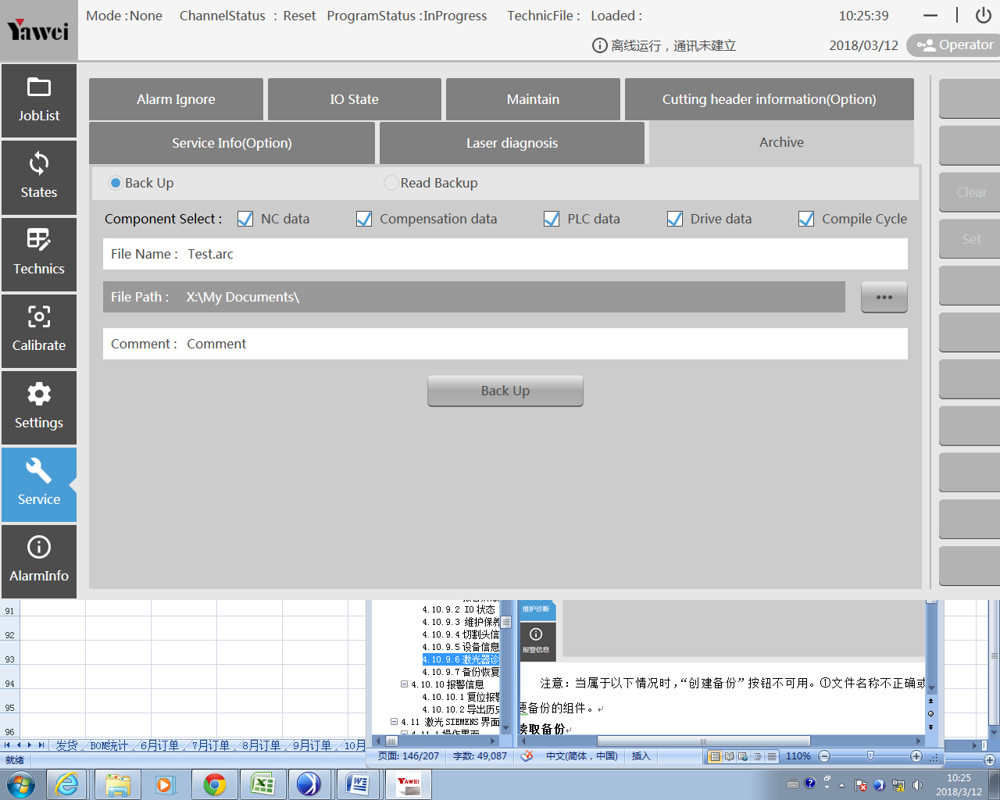 Yawei
Mode : None ChannelStatus : Reset ProgramStatus : InProgress TechnicFile : Loaded : 10:25:39
离线运行，通讯未建立 2018/03/12 Operator
JobList
States
Technics
Calibrate
Settings
Service
AlarmInfo
Alarm Ignore IO State Maintain Cutting header information(Option)
Service Info(Option) Laser diagnosis Archive
Back Up Read Backup
Component Select : NC data Compensation data PLC data Drive data Compile Cycle
File Name : Test.arc
File Path : X:\My Documents\ •••
Comment : Comment
Back Up
Clear
Set
91
92
93
94
95
96
4.10.9.2 IO 状态
4.10.9.3 维护保养
4.10.9.4 切割头信
4.10.9.5 设备信息
4.10.9.6 激光器诊
4.10.9.7 备份恢复
4.10.10 报警信息
4.10.10.1 复位报警
4.10.10.2 导出历史
4.11 激光 SIEMENS 界面
4.11.1 操作界面
维护诊断
报警信息
注意：当属于以下情况时，“创建备份”按钮不可用。①文件名称不正确或
要备份的组件。
读取备份
发货 BOM统计 6月订单 7月订单 8月订单 9月订单 10月
就绪
页面: 146/207 字数: 49,087 中文(简体，中国) 插入 110%
YAWEI
10:25
2018/3/12